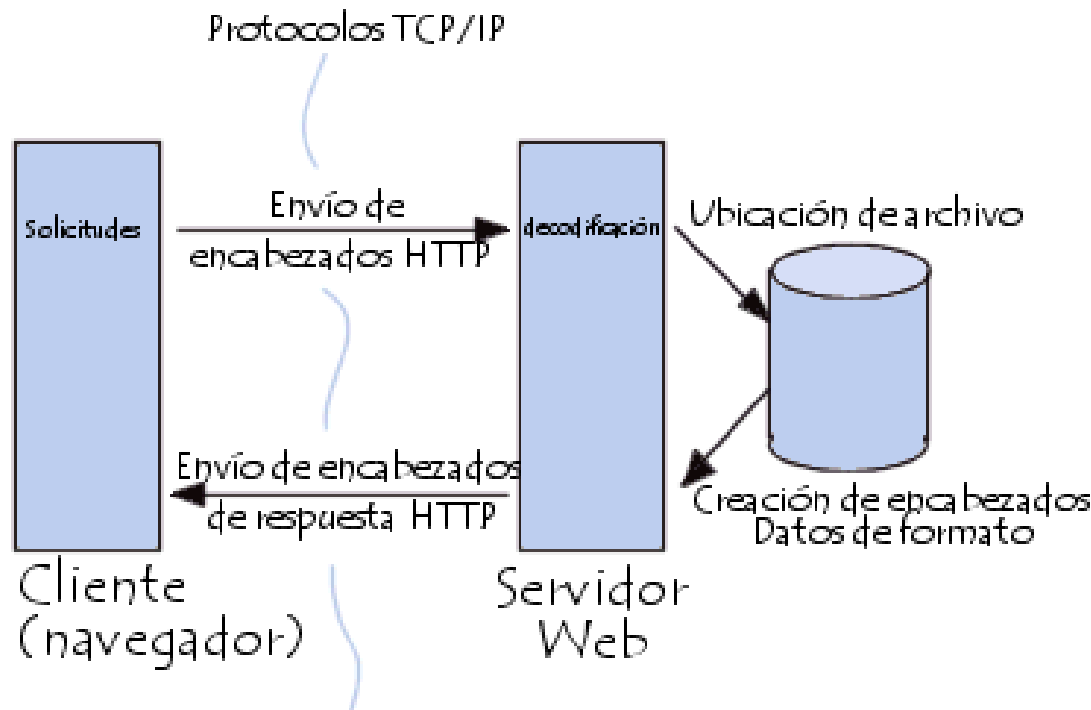 Protocolos TCP/IP
Solicitudes
Envío de
encabezados HTTP
decodificación
Ubicación de archivo
Envío de encabezados
de respuesta HTTP
Creación de encabezados
Datos de formato
Cliente
(navegador)
Servidor
Web